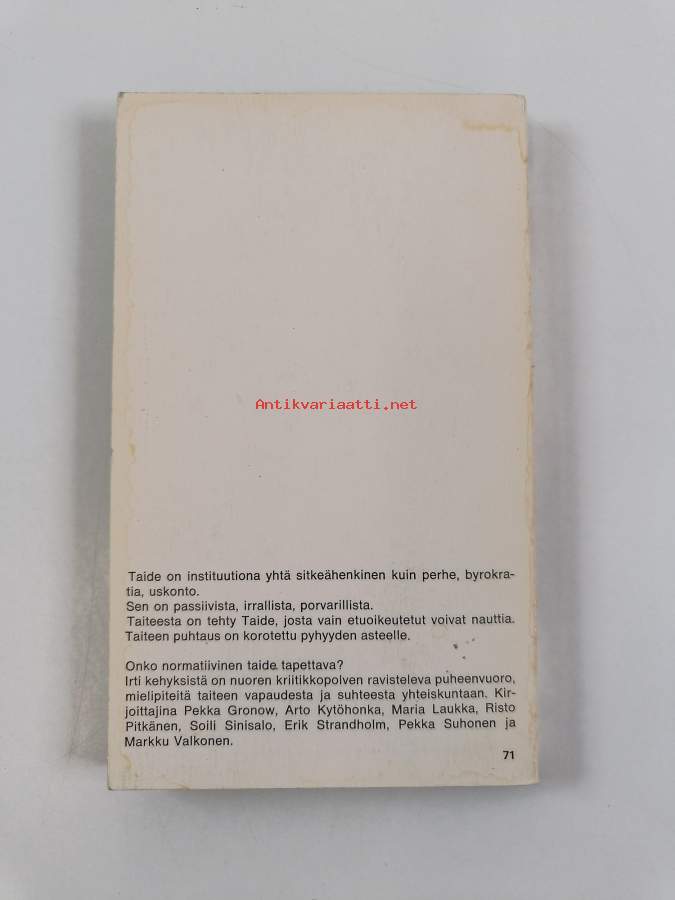 Antikvariaatti.net
Taide on instituutiona yhtä sitkeähenkinen kuin perhe, byrokra-
tia, uskonto.
Sen on passiivista, irrallista, porvarillista.
Taiteesta on tehty Taide, josta vain etuoikeutetut voivat nauttia.
Taiteen puhtaus on korotettu pyhyyden asteelle.
Onko normatiivinen taide tapettava?
Irti kehyksistä on nuoren kriitikkopolven ravisteleva puheenvuoro,
mielipiteitä taiteen vapaudesta ja suhteesta yhteiskuntaan. Kir-
joittajina Pekka Gronow, Arto Kytöhonka, Maria Laukka, Risto
Pitkänen, Soili Sinisalo, Erik Strandholm, Pekka Suhonen ja
Markku Valkonen.
71